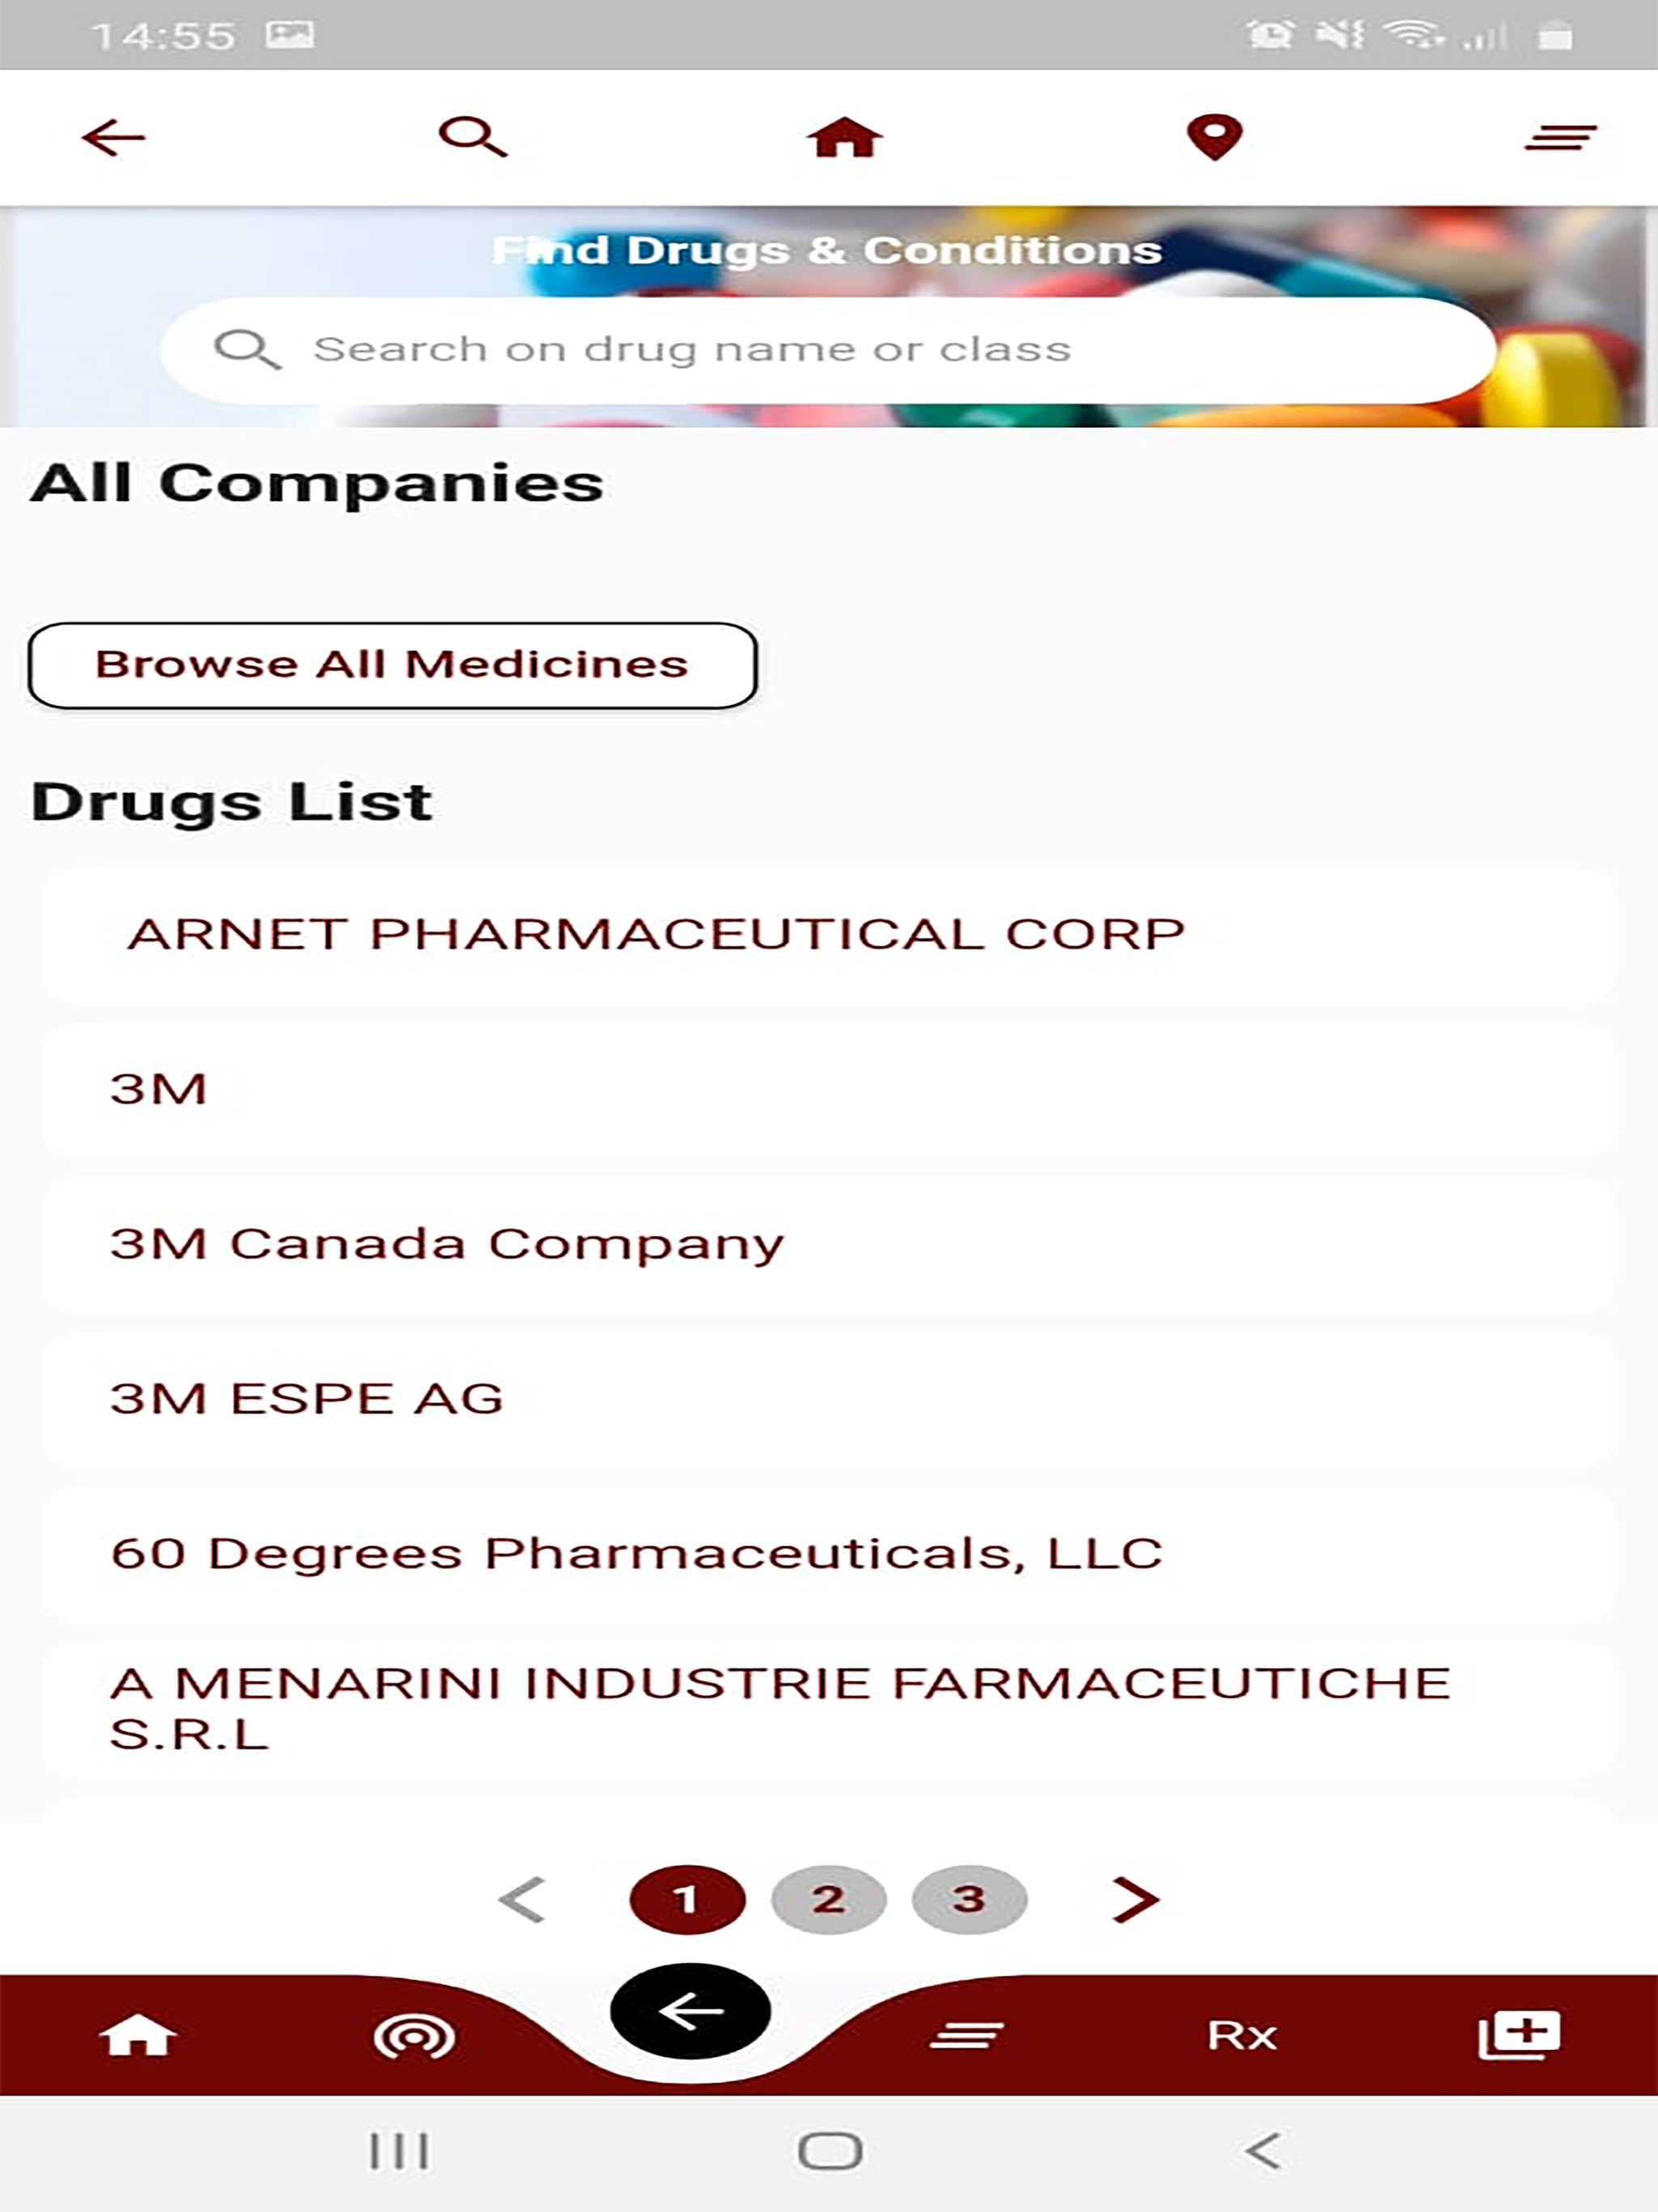 14:55
Find Drugs & Conditions
Search on drug name or class
All Companies
Browse All Medicines
Drugs List
ARNET PHARMACEUTICAL CORP
3M
3M Canada Company
3M ESPE AG
60 Degrees Pharmaceuticals, LLC
A MENARINI INDUSTRIE FARMACEUTICHE
S.R.L
1 2 3
Rx